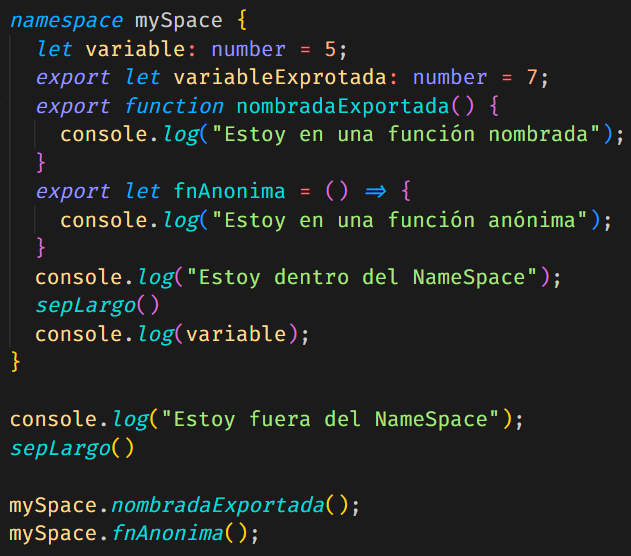 namespace mySpace {
let variable: number = 5;
export let variableExprotada: number = 7;
export function nombradaExportada() {
console.log("Estoy en una función nombrada");
}
export let fnAnonima = () => {
console.log("Estoy en una función anónima");
}
console.log("Estoy dentro del NameSpace");
sepLargo()
console.log(variable);
}
console.log("Estoy fuera del NameSpace");
sepLargo()
mySpace.nombradaExportada();
mySpace.fnAnonima();